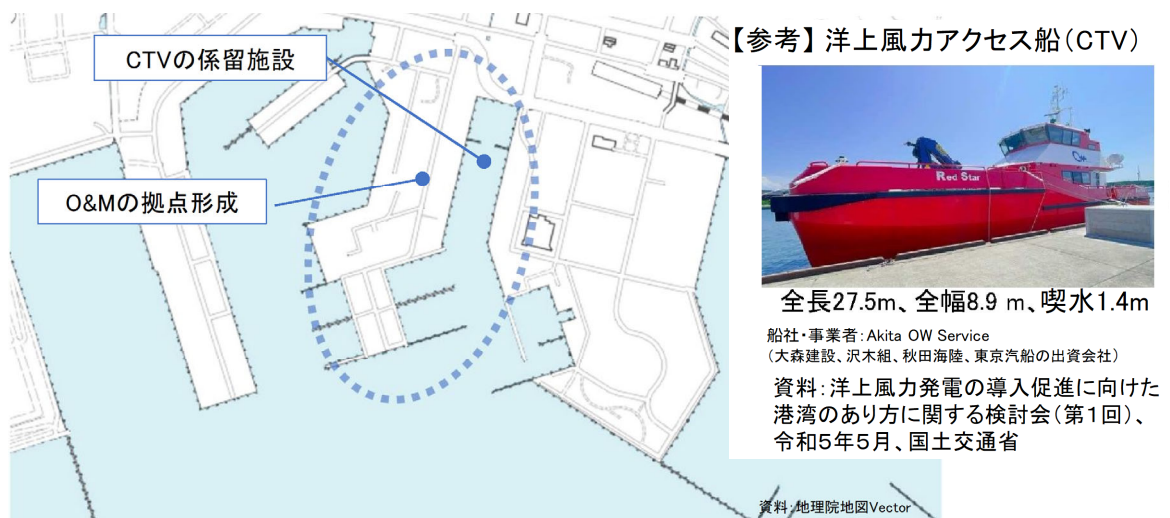 CTVの係留施設
O&Mの拠点形成
【参考】 洋上風力アクセス船(CTV)
Red Star
全長27.5m、全幅8.9 m、喫水1.4m
船社・事業者:Akita OW Service
(大森建設、沢木組、秋田海陸、東京汽船の出資会社)
資料:洋上風力発電の導入促進に向けた
港湾のあり方に関する検討会(第1回)、
令和5年5月、国土交通省
資料:地理院地図Vector